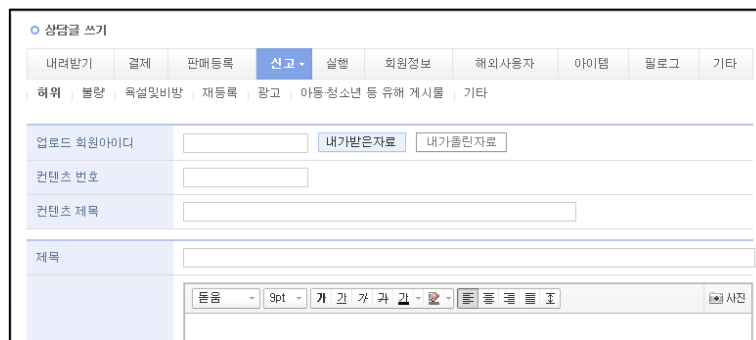 상담글 쓰기
내려받기 결제 판매등록 신고 실행 회원정보 해외사용자 아이템 필로그 기타
허위 불량 욕설및비방 재등록 광고 아동·청소년 등 유해 게시물 기타
업로드 회원아이디 내가받은자료 내가올린자료
컨텐츠 번호
컨텐츠 제목
제목
돋움 9pt 가 가 가 가 가 사진